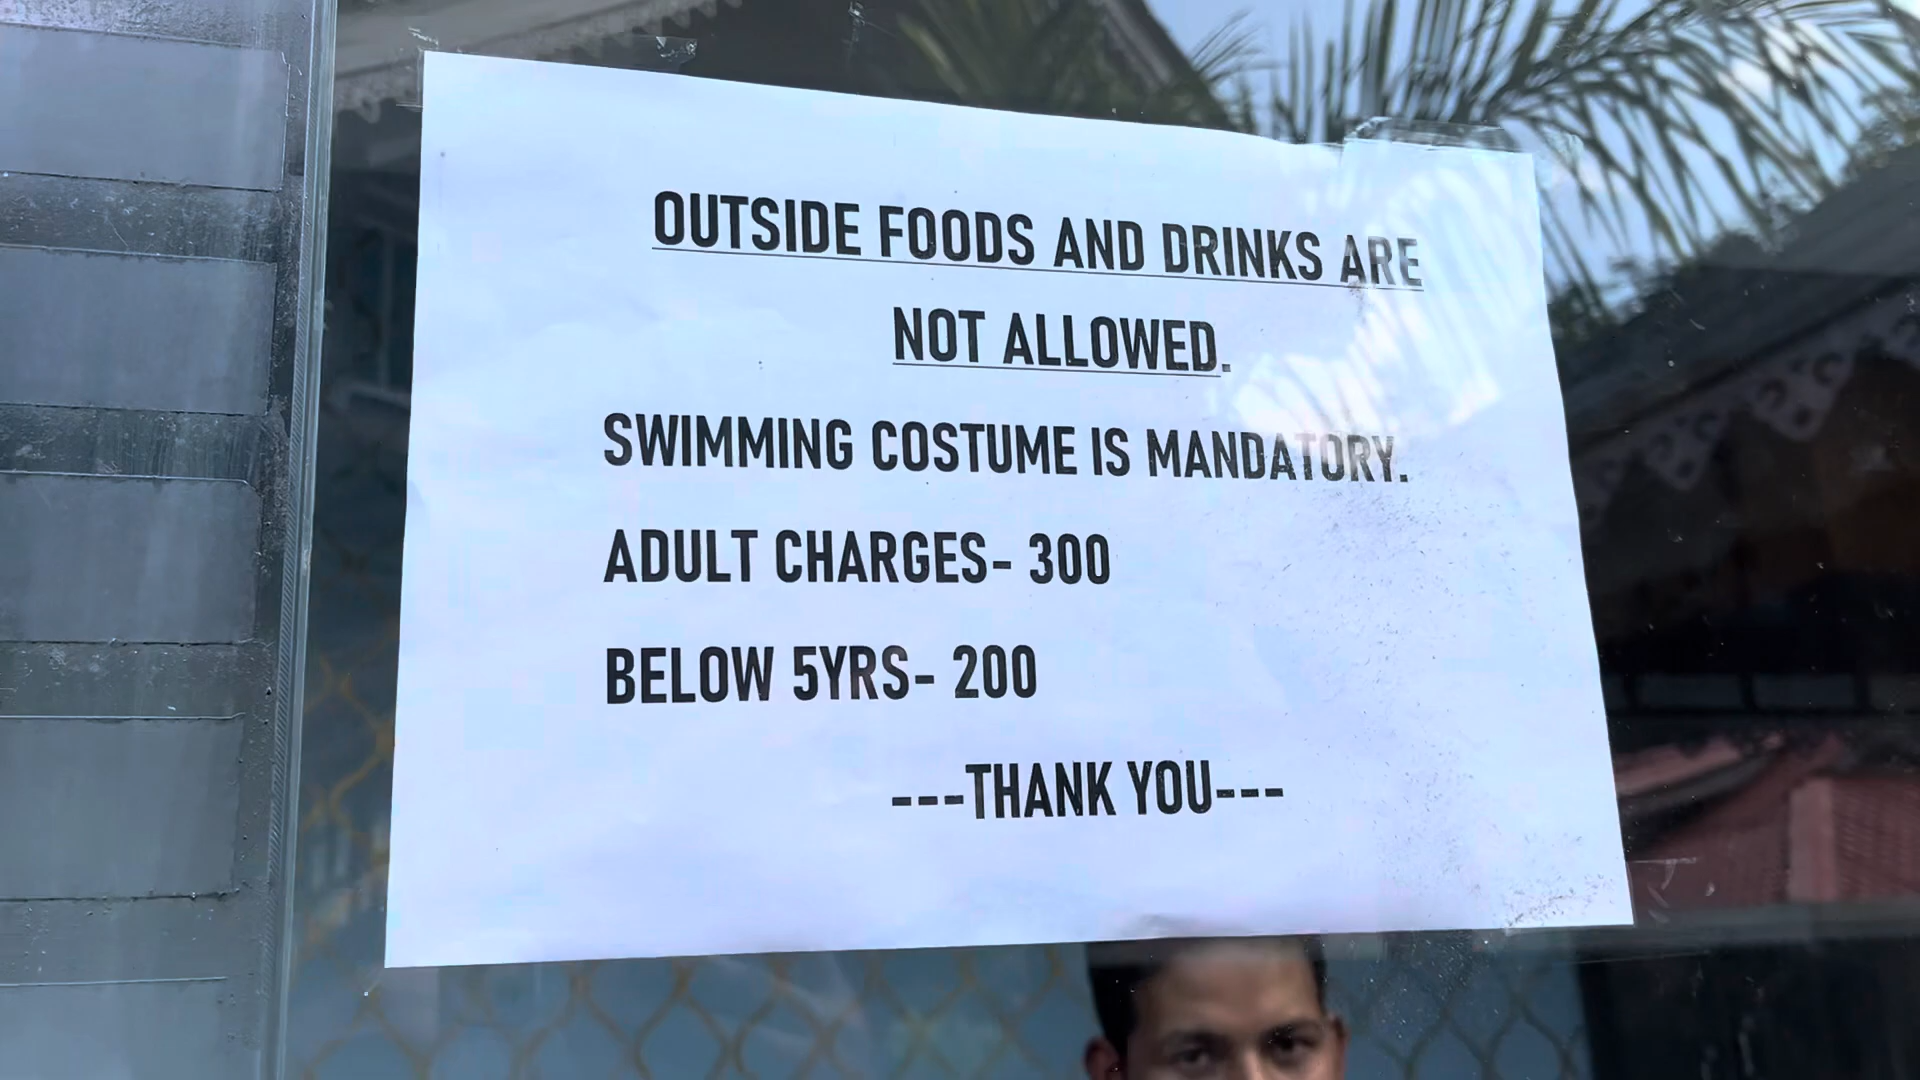 OUTSIDE FOODS AND DRINKS ARE
NOT ALLOWED.
SWIMMING COSTUME IS MANDATORY.
ADULT CHARGES- 300
BELOW 5YRS- 200
---THANK YOU---